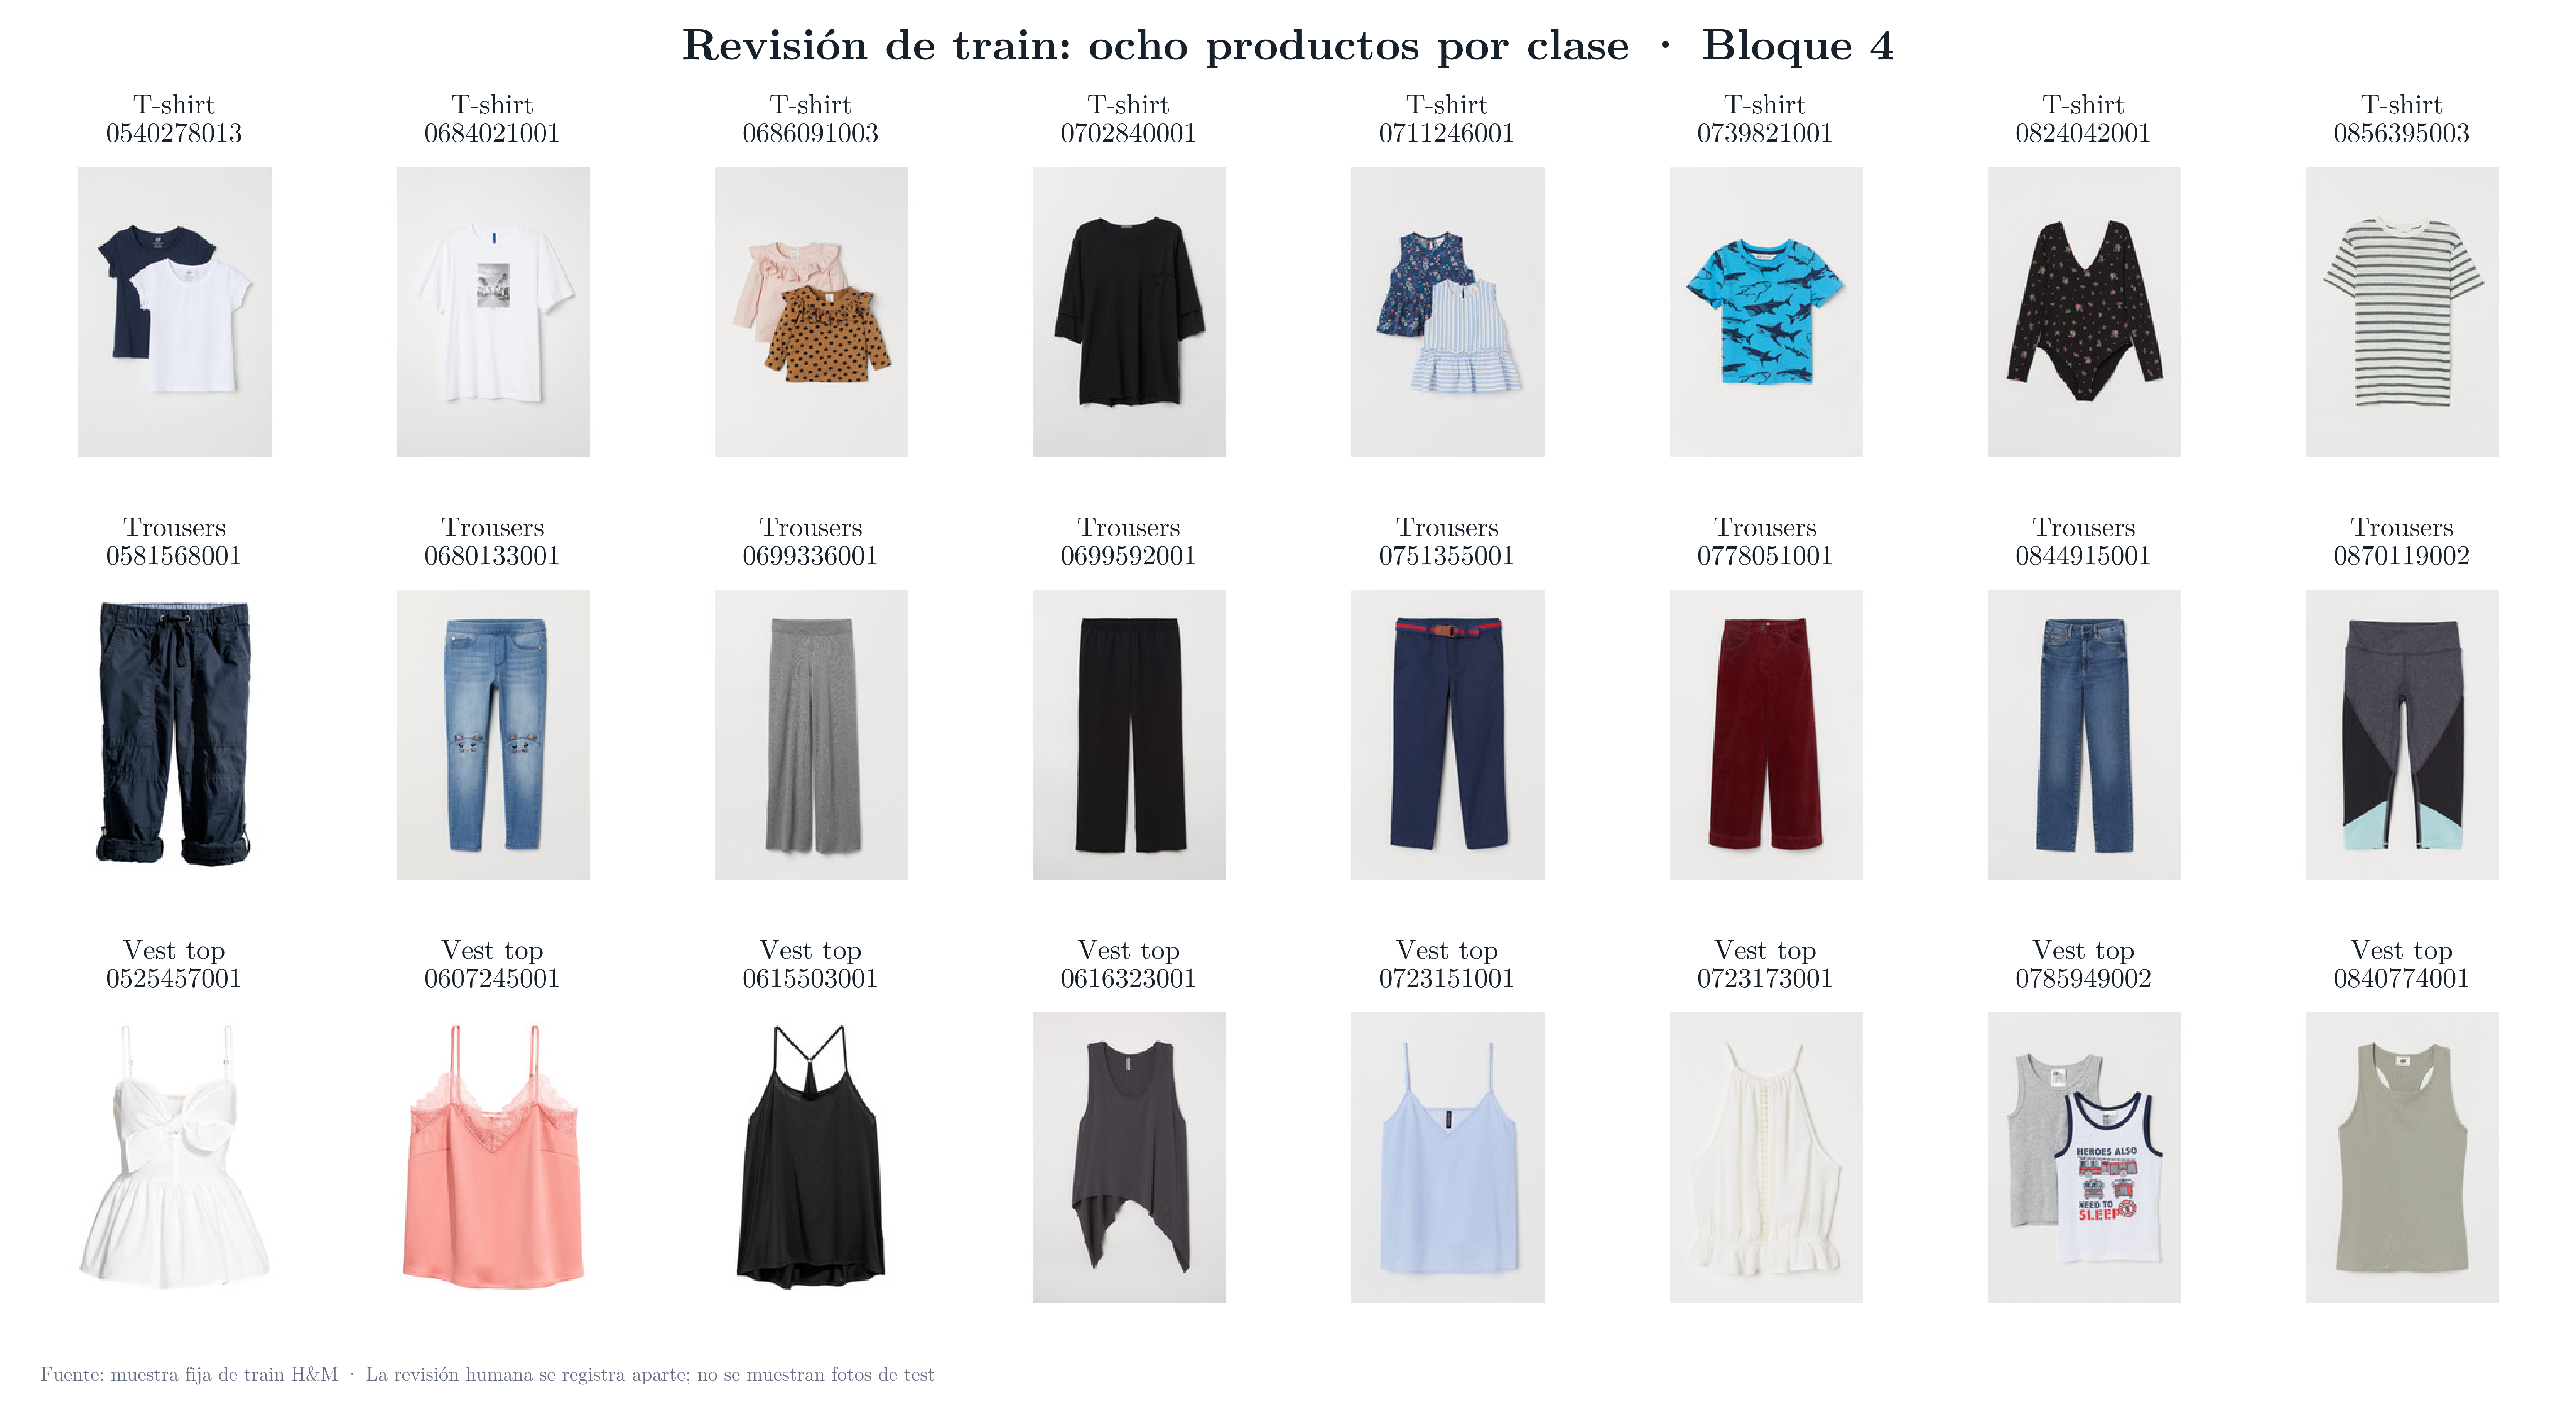 Revisión de train: ocho productos por clase · Bloque 4
T-shirt
0540278013
T-shirt
0684021001
T-shirt
0686091003
T-shirt
0702840001
T-shirt
0711246001
T-shirt
0739821001
T-shirt
0824042001
T-shirt
0856395003
Trousers
0581568001
Trousers
0680133001
Trousers
0699336001
Trousers
0699592001
Trousers
0751355001
Trousers
0778051001
Trousers
0844915001
Trousers
0870119002
Vest top
0525457001
Vest top
0607245001
Vest top
0615503001
Vest top
0616323001
Vest top
0723151001
Vest top
0723173001
Vest top
0785949002
Vest top
0840774001
HEROES ALSO
NEED TO
SLEEP
Fuente: muestra fija de train H&M · La revisión humana se registra aparte; no se muestran fotos de test